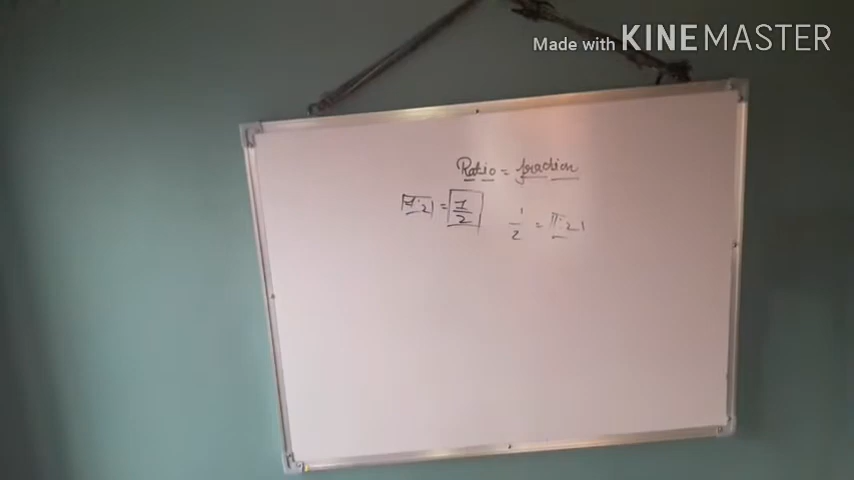 Made with KINEMASTER
Ratio = fraction
1:2 = 1/2
1/2 = 1:2